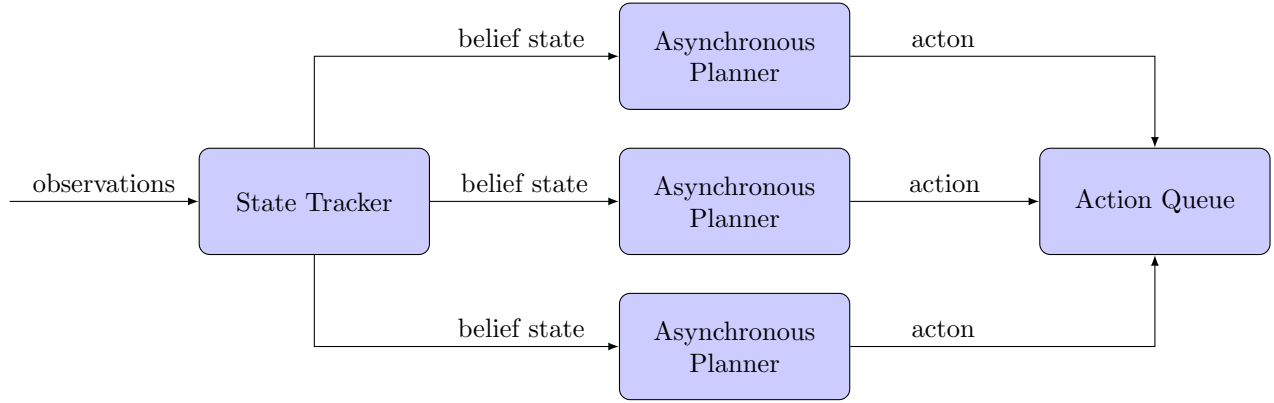 belief state
Asynchronous
Planner
acton
observations
State Tracker
belief state
Asynchronous
Planner
action
Action Queue
belief state
Asynchronous
Planner
acton